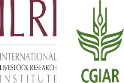 ILRI
INTERNATIONAL
LIVESTOCK RESEARCH
INSTITUTE
CGIAR